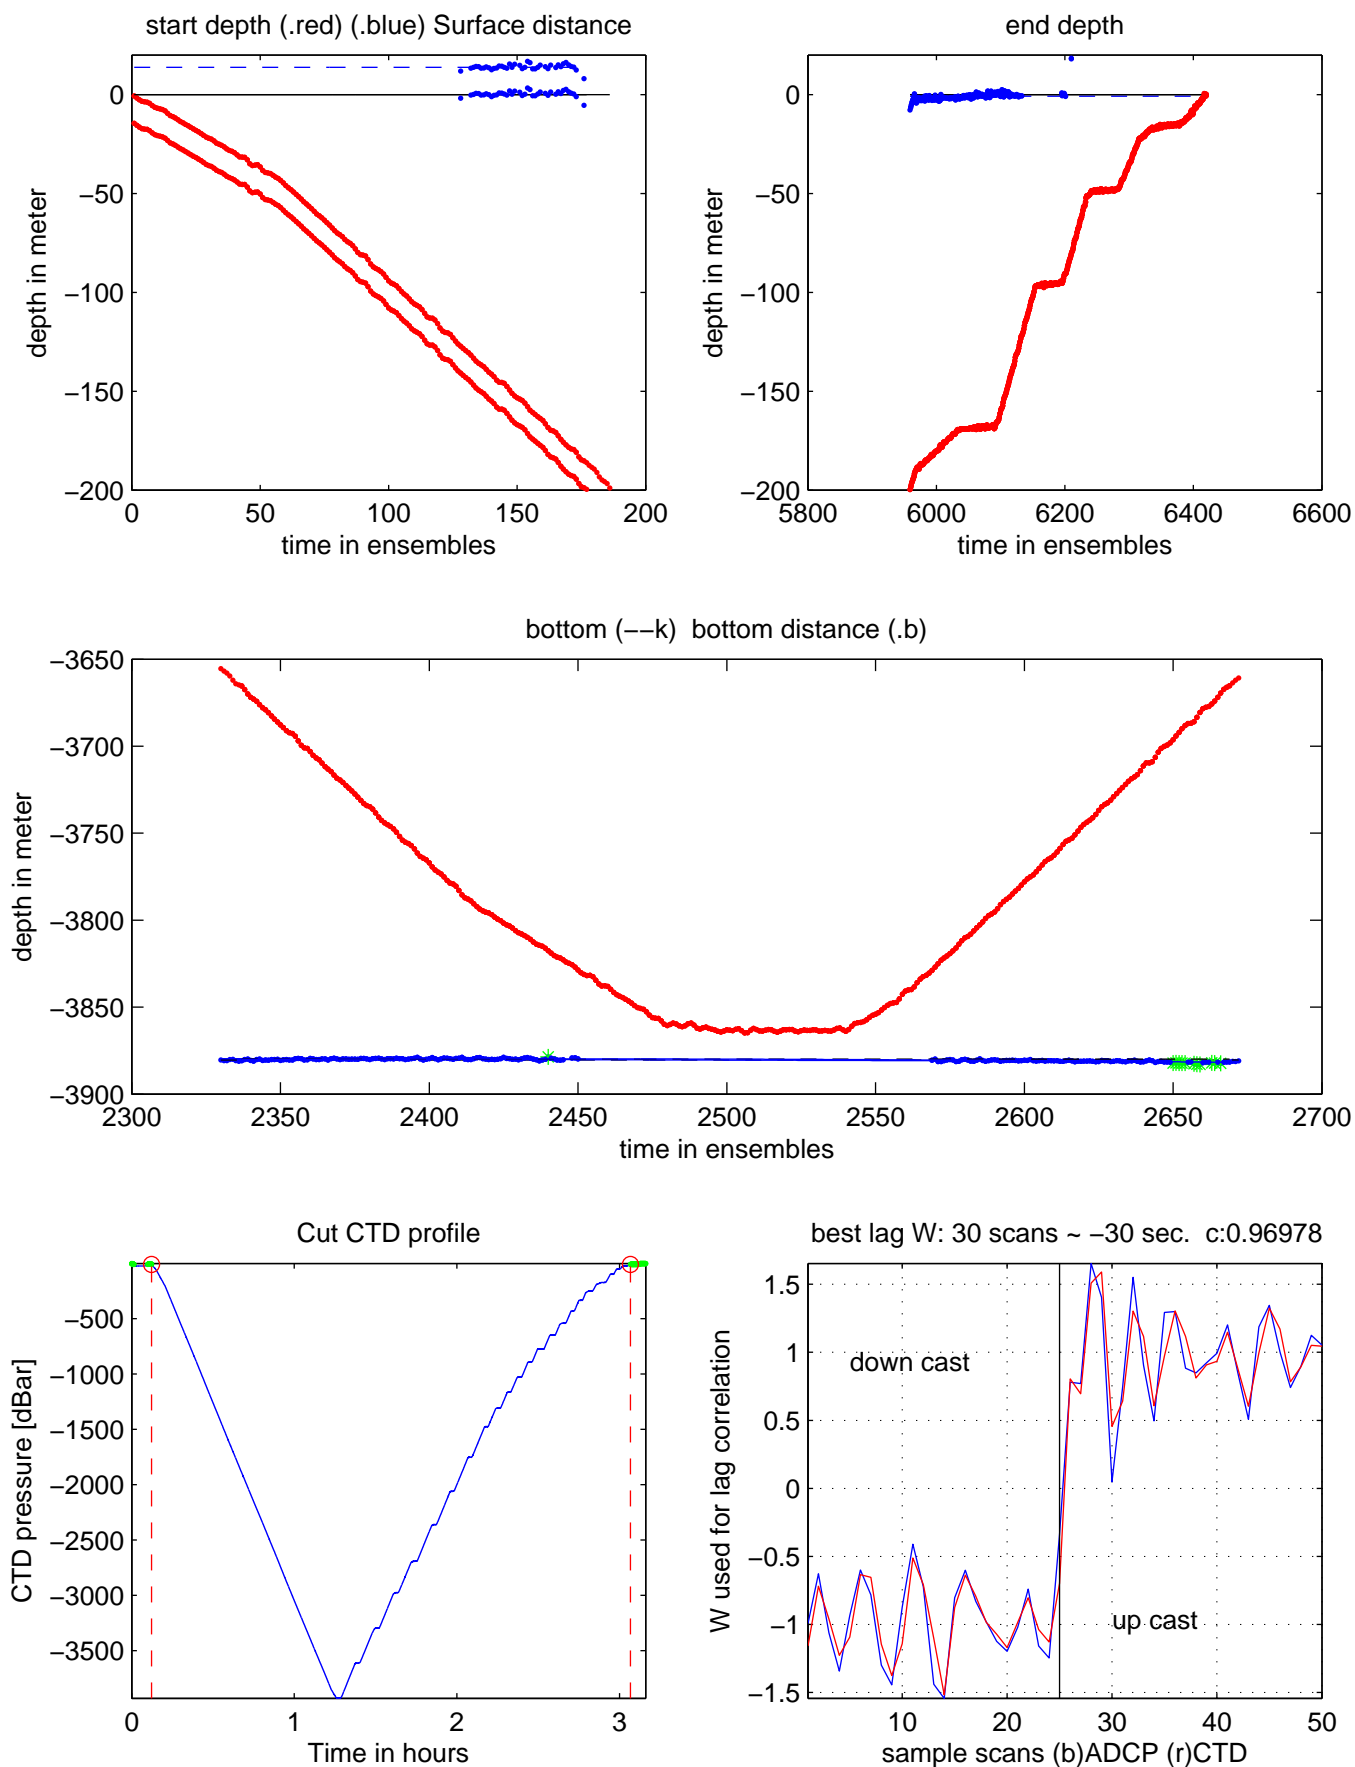 start depth (.red) (.blue) Surface distance
end depth
0
−50
−100
−150
−200
0 50 100 150 200
depth in meter
time in ensembles
0
−50
−100
−150
−200
5800 6000 6200 6400 6600
depth in meter
time in ensembles
bottom (−−k) bottom distance (.b)
−3650
−3700
−3750
−3800
−3850
−3900
2300 2350 2400 2450 2500 2550 2600 2650 2700
depth in meter
time in ensembles
Cut CTD profile
−500
−1000
−1500
−2000
−2500
−3000
−3500
0 1 2 3
CTD pressure [dBar]
Time in hours
best lag W: 30 scans ~ −30 sec. c:0.96978
1.5
1
0.5
0
−0.5
−1
−1.5
10 20 30 40 50
down cast
up cast
W used for lag correlation
sample scans (b)ADCP (r)CTD